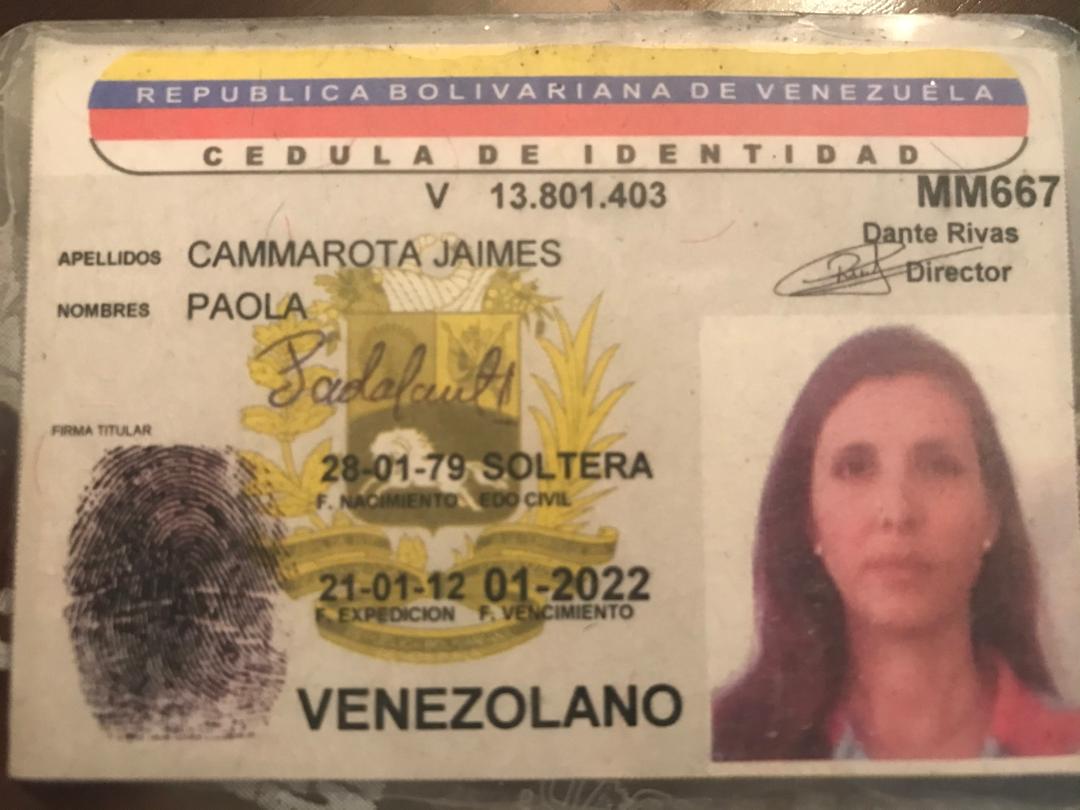 REPUBLICA BOLIVARIANA DE VENEZUELA
CEDULA DE IDENTIDAD
V 13.801.403
MM667
Dante Rivas
Director
APELLIDOS CAMMAROTA JAIMES
NOMBRES PAOLA
FIRMA TITULAR
28-01-79 SOLTERA
F. NACIMIENTO EDO CIVIL
21-01-12 01-2022
F. EXPEDICION F. VENCIMIENTO
VENEZOLANO